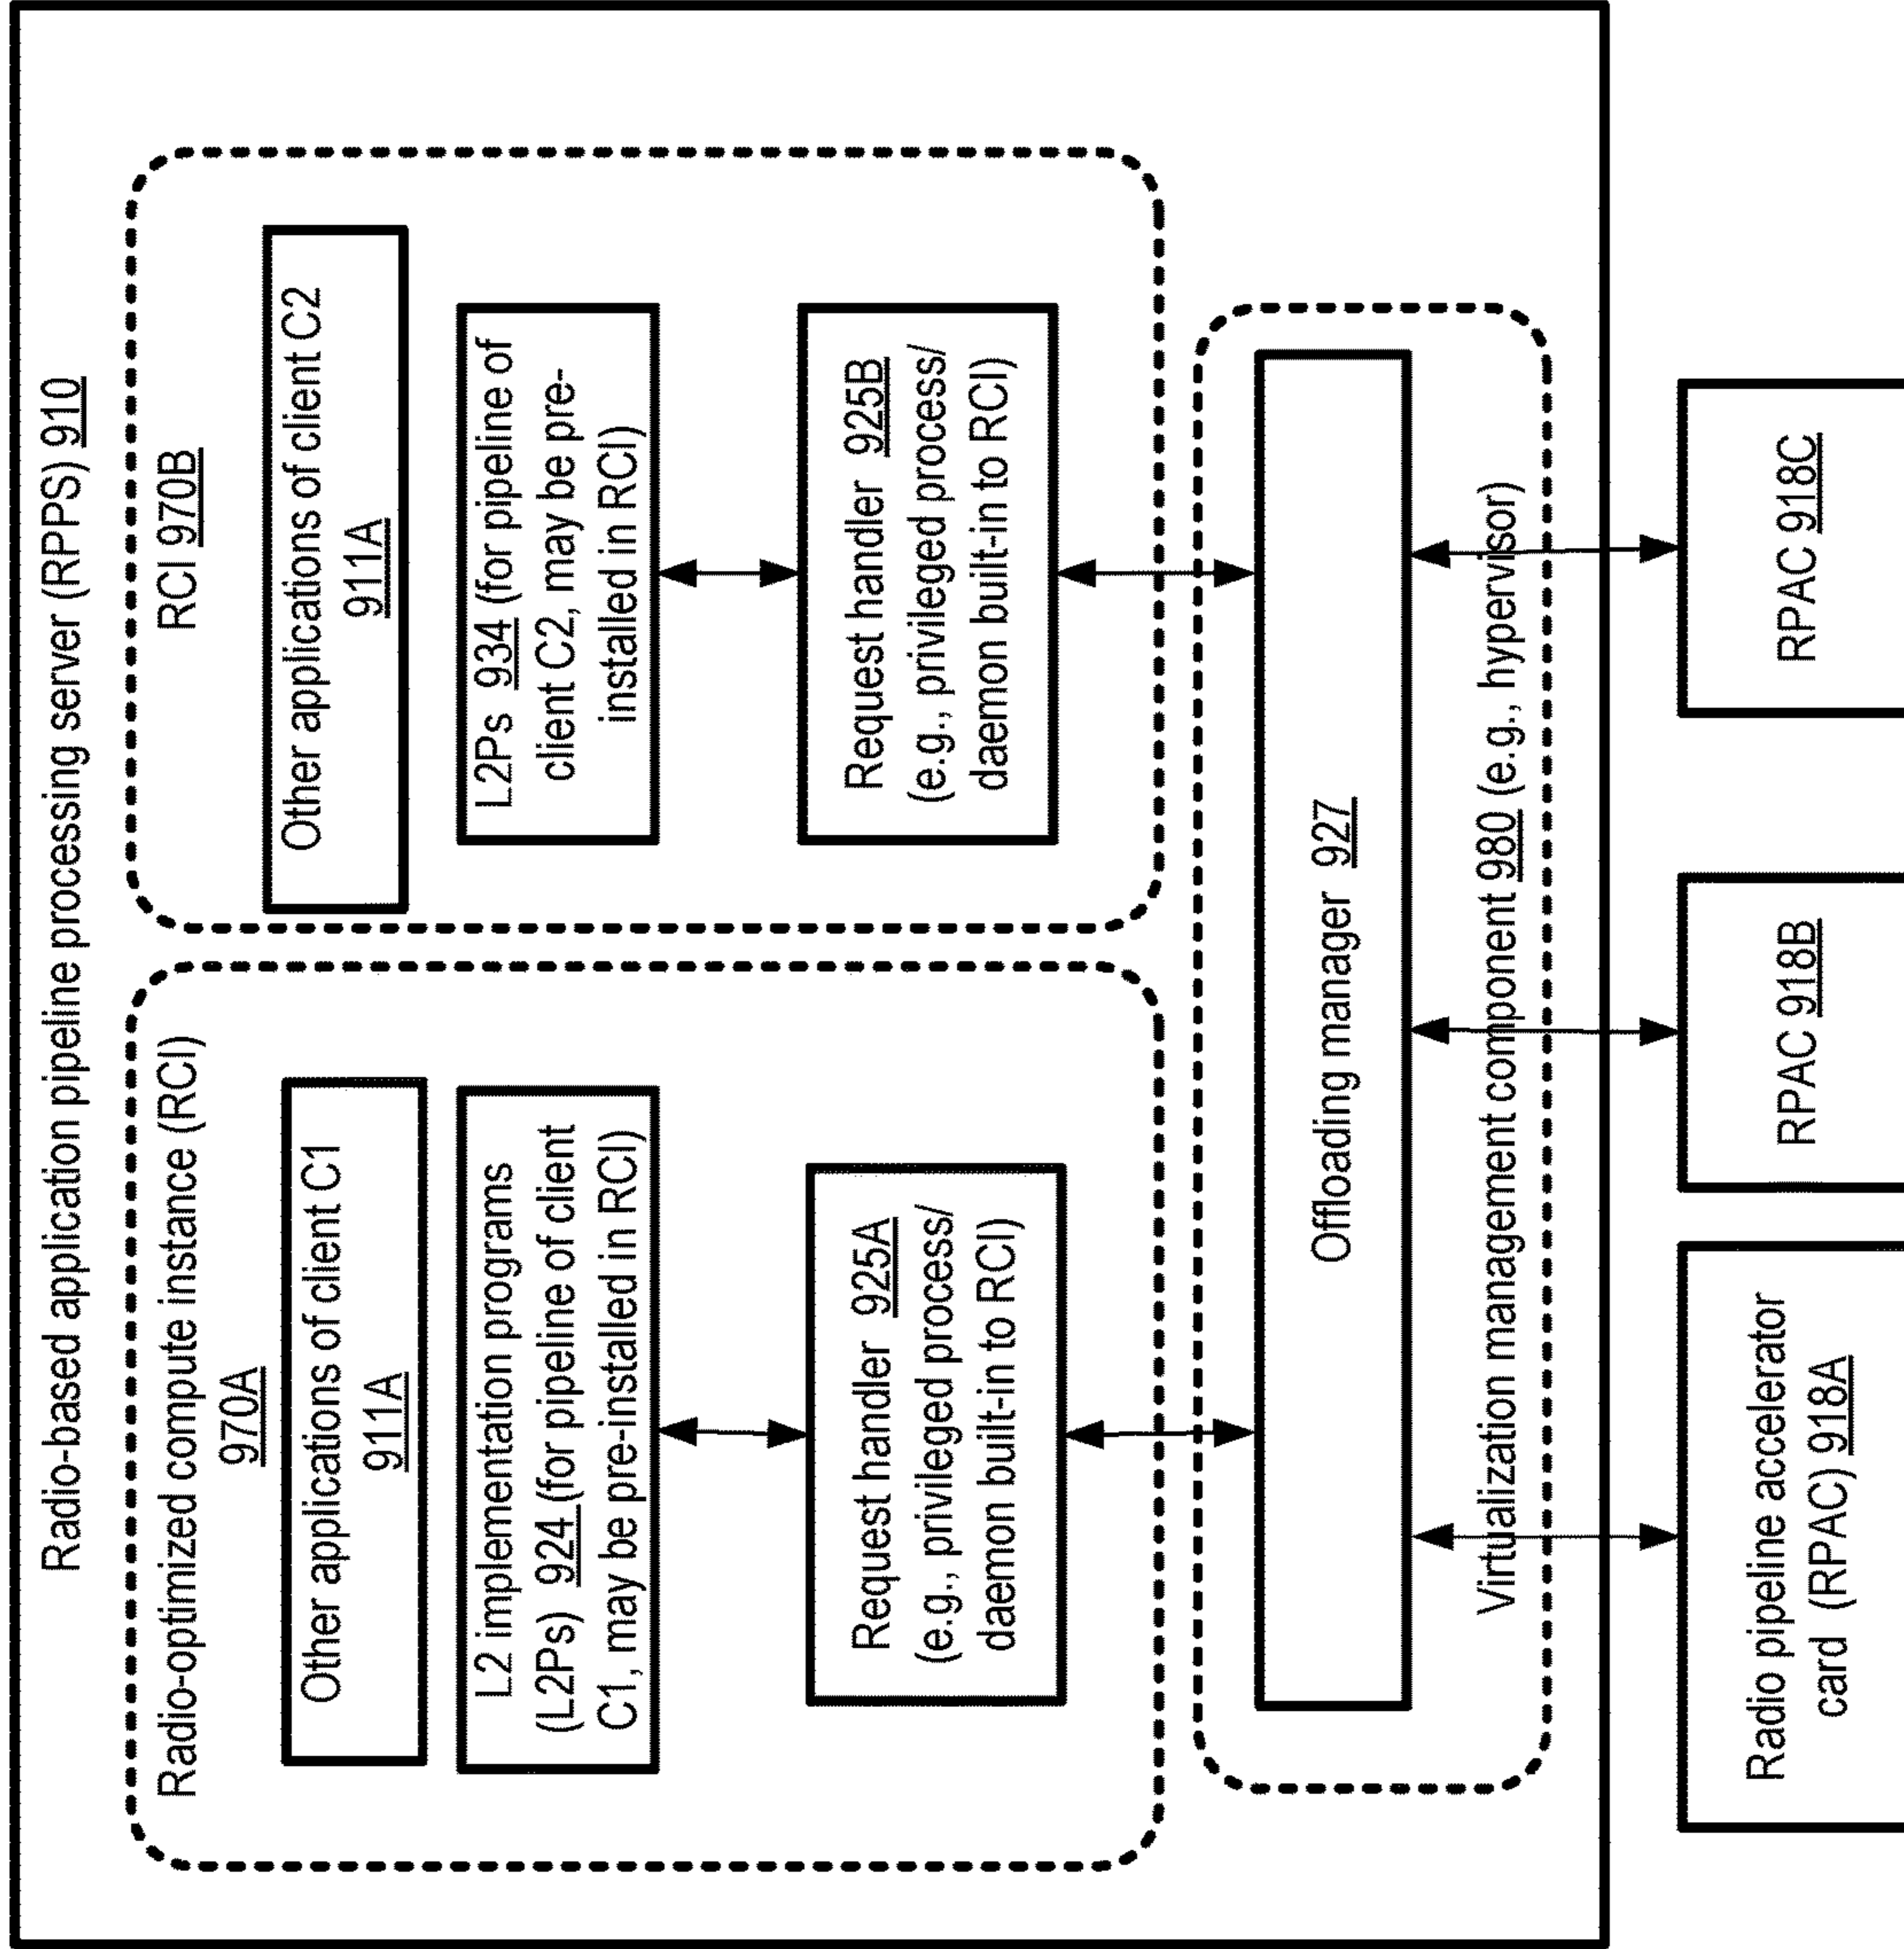 Radio-based application pipeline processing server (RPPS) 910
Radio-optimized compute instance (RCI)
970A
Other applications of client C1
911A
L2 implementation programs
(L2Ps) 924 (for pipeline of client
C1, may be pre-installed in RCI)
Request handler 925A
(e.g., privileged process/
daemon built-in to RCI)
RCI 970B
Other applications of client C2
911A
L2Ps 934 (for pipeline of
client C2, may be pre-
installed in RCI)
Request handler 925B
(e.g., privileged process/
daemon built-in to RCI)
Offloading manager 927
Virtualization management component 980 (e.g., hypervisor)
Radio pipeline accelerator
card (RPAC) 918A
RPAC 918B
RPAC 918C